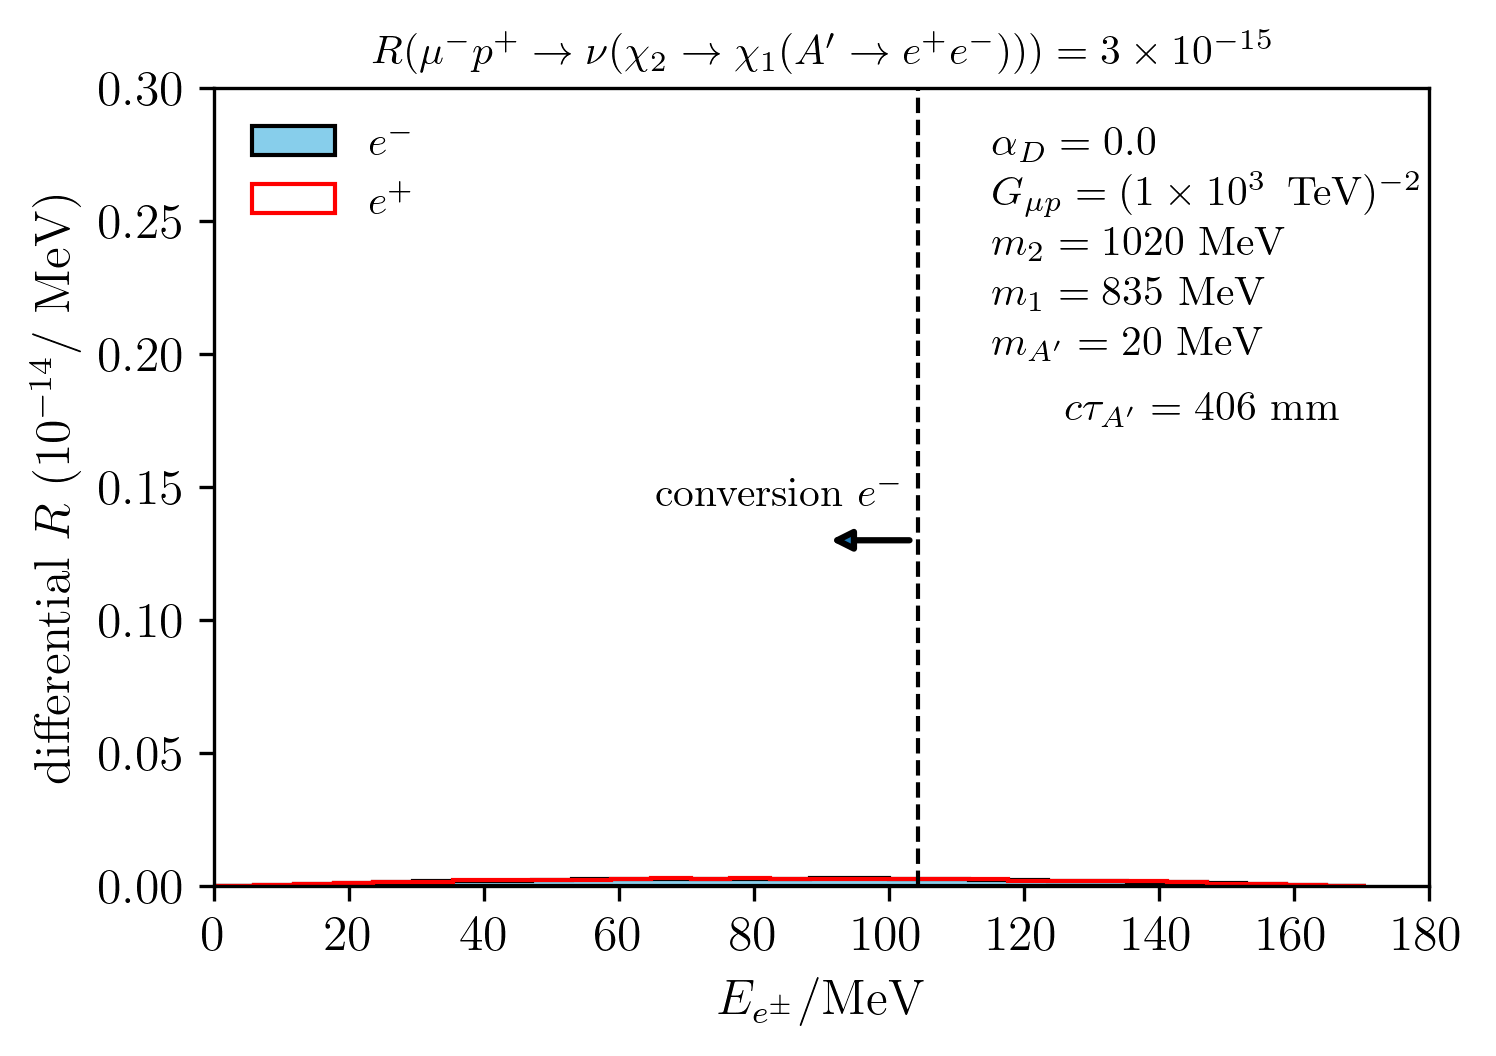 R(μ⁻p⁺ → ν(χ₂ → χ₁(A′ → e⁺e⁻))) = 3 × 10⁻¹⁵
e⁻
e⁺
α_D = 0.0
G_μp = (1 × 10³ TeV)⁻²
m₂ = 1020 MeV
m₁ = 835 MeV
m_A′ = 20 MeV
cτ_A′ = 406 mm
conversion e⁻
differential R (10⁻¹⁴/ MeV)
0.30
0.25
0.20
0.15
0.10
0.05
0.00
0 20 40 60 80 100 120 140 160 180
E_e± /MeV